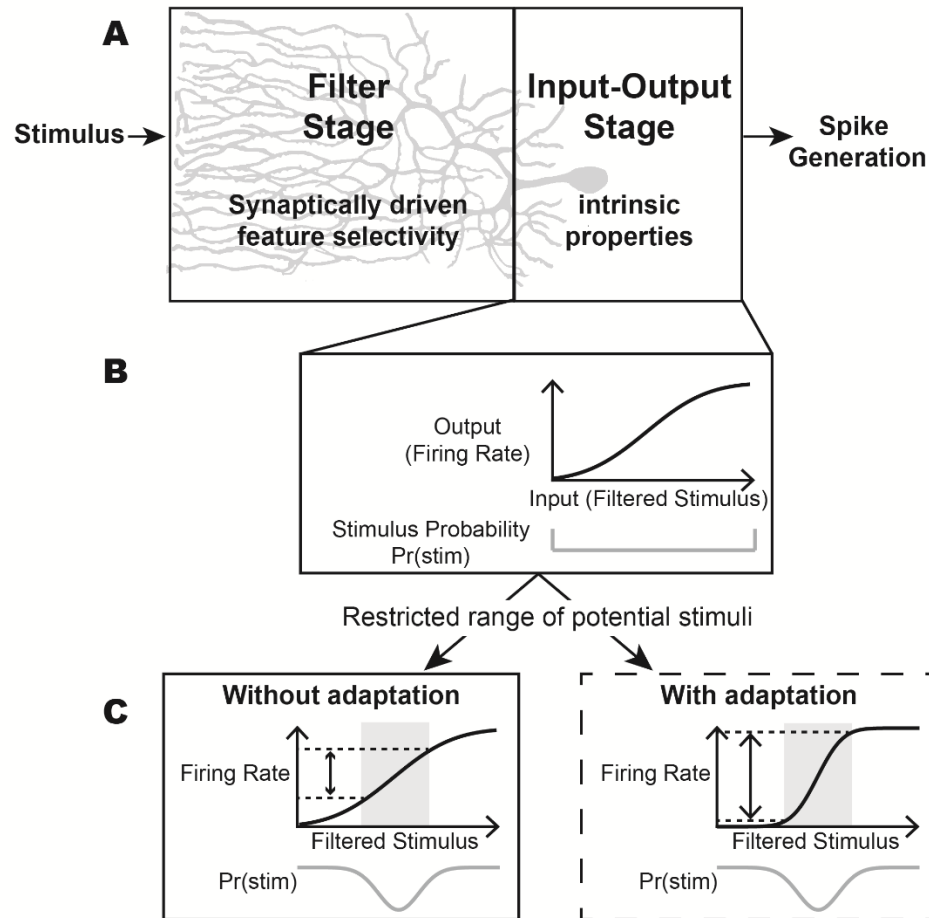 A
Stimulus
Filter
Stage
Synaptically driven
feature selectivity
Input-Output
Stage
intrinsic
properties
Spike
Generation
B
Output
(Firing Rate)
Input (Filtered Stimulus)
Stimulus Probability
Pr(stim)
Restricted range of potential stimuli
C
Without adaptation
Firing Rate
Filtered Stimulus
Pr(stim)
With adaptation
Firing Rate
Filtered Stimulus
Pr(stim)